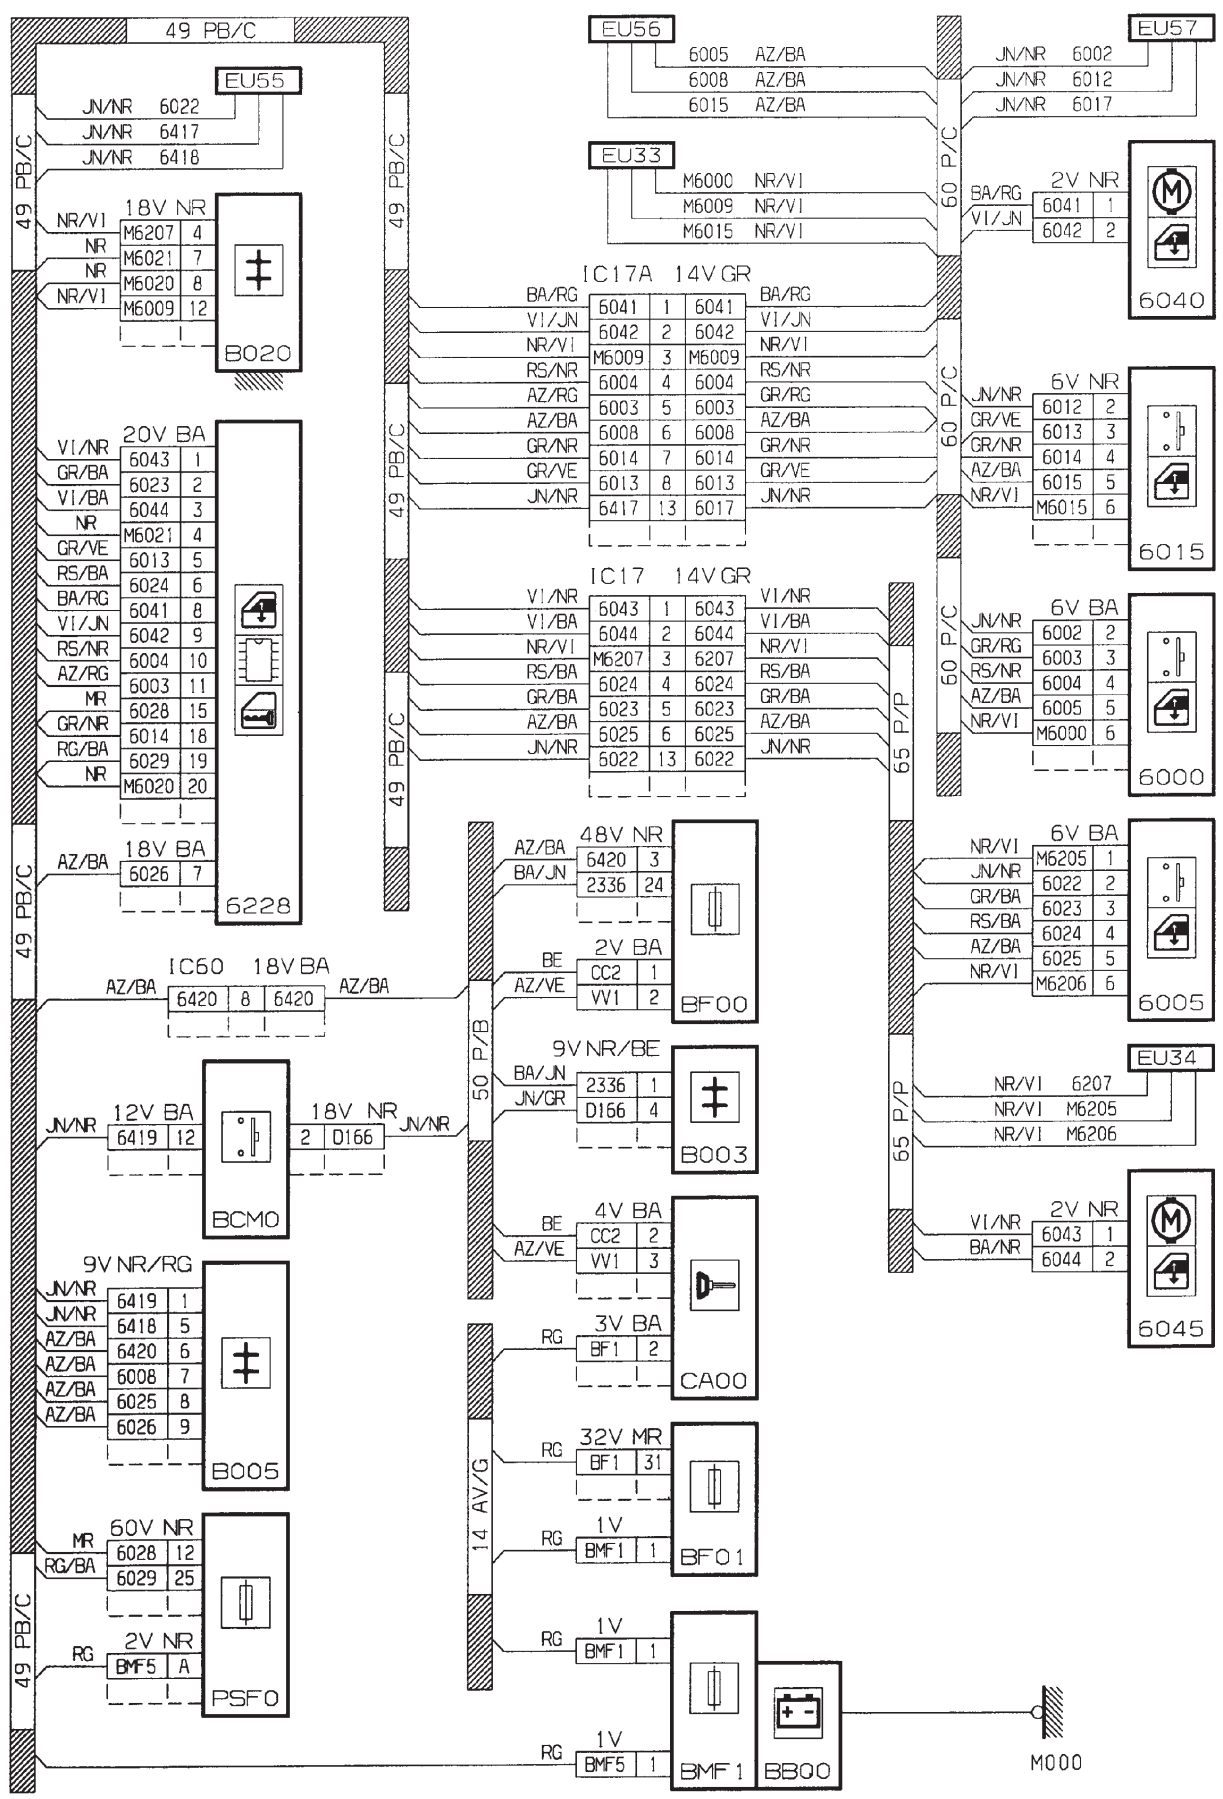 49 PB/C
EU55
JN/NR 6022
JN/NR 6417
JN/NR 6418
49 PB/C
18V NR
NR/VI M6207 4
NR M6021 7
NR M6020 8
NR/VI M6009 12
B020
20V BA
VI/NR 6043 1
GR/BA 6023 2
VI/BA 6044 3
NR M6021 4
GR/VE 6013 5
RS/BA 6024 6
BA/RG 6041 8
VI/JN 6042 9
RS/NR 6004 10
AZ/RG 6003 11
MR 6028 15
GR/NR 6014 18
RG/BA 6029 19
NR M6020 20
18V BA
AZ/BA 6026 7
6228
49 PB/C
IC60 18V BA
AZ/BA 6420 8 6420 AZ/BA
12V BA
JN/NR 6419 12
18V NR
2 D166 JN/NR
BCM0
9V NR/RG
JN/NR 6419 1
JN/NR 6418 5
AZ/BA 6420 6
AZ/BA 6008 7
AZ/BA 6025 8
AZ/BA 6026 9
B005
60V NR
MR 6028 12
RG/BA 6029 25
2V NR
RG BMF5 A
PSF0
49 PB/C
49 PB/C
49 PB/C
49 PB/C
EU56
6005 AZ/BA
6008 AZ/BA
6015 AZ/BA
EU33
M6000 NR/VI
M6009 NR/VI
M6015 NR/VI
IC17A 14V GR
BA/RG 6041 1 6041 BA/RG
VI/JN 6042 2 6042 VI/JN
NR/VI M6009 3 M6009 NR/VI
RS/NR 6004 4 6004 RS/NR
AZ/RG 6003 5 6003 GR/RG
AZ/BA 6008 6 6008 AZ/BA
GR/NR 6014 7 6014 GR/NR
GR/VE 6013 8 6013 GR/VE
JN/NR 6417 13 6017 JN/NR
IC17 14V GR
VI/NR 6043 1 6043 VI/NR
VI/BA 6044 2 6044 VI/BA
NR/VI M6207 3 6207 NR/VI
RS/BA 6024 4 6024 RS/BA
GR/BA 6023 5 6023 GR/BA
AZ/BA 6025 6 6025 AZ/BA
JN/NR 6022 13 6022 JN/NR
48V NR
AZ/BA 6420 3
BA/JN 2336 24
2V BA
BE CC2 1
AZ/VE VV1 2
BF00
50 P/B
9V NR/BE
BA/JN 2336 1
JN/GR D166 4
B003
4V BA
BE CC2 2
AZ/VE VV1 3
3V BA
RG BF1 2
CA00
14 AV/G
32V MR
RG BF1 31
1V
RG BMF1 1
BF01
1V
RG BMF1 1
1V
RG BMF5 1
BMF1
BB00
M000
EU57
JN/NR 6002
JN/NR 6012
JN/NR 6017
60 P/C
2V NR
BA/RG 6041 1
VI/JN 6042 2
6040
60 P/C
6V NR
JN/NR 6012 2
GR/VE 6013 3
GR/NR 6014 4
AZ/BA 6015 5
NR/VI M6015 6
6015
60 P/C
6V BA
JN/NR 6002 2
GR/RG 6003 3
RS/NR 6004 4
AZ/BA 6005 5
NR/VI M6000 6
6000
65 P/P
6V BA
NR/VI M6205 1
JN/NR 6022 2
GR/BA 6023 3
RS/BA 6024 4
AZ/BA 6025 5
NR/VI M6206 6
6005
EU34
NR/VI 6207
NR/VI M6205
NR/VI M6206
65 P/P
2V NR
VI/NR 6043 1
BA/NR 6044 2
6045
M
M